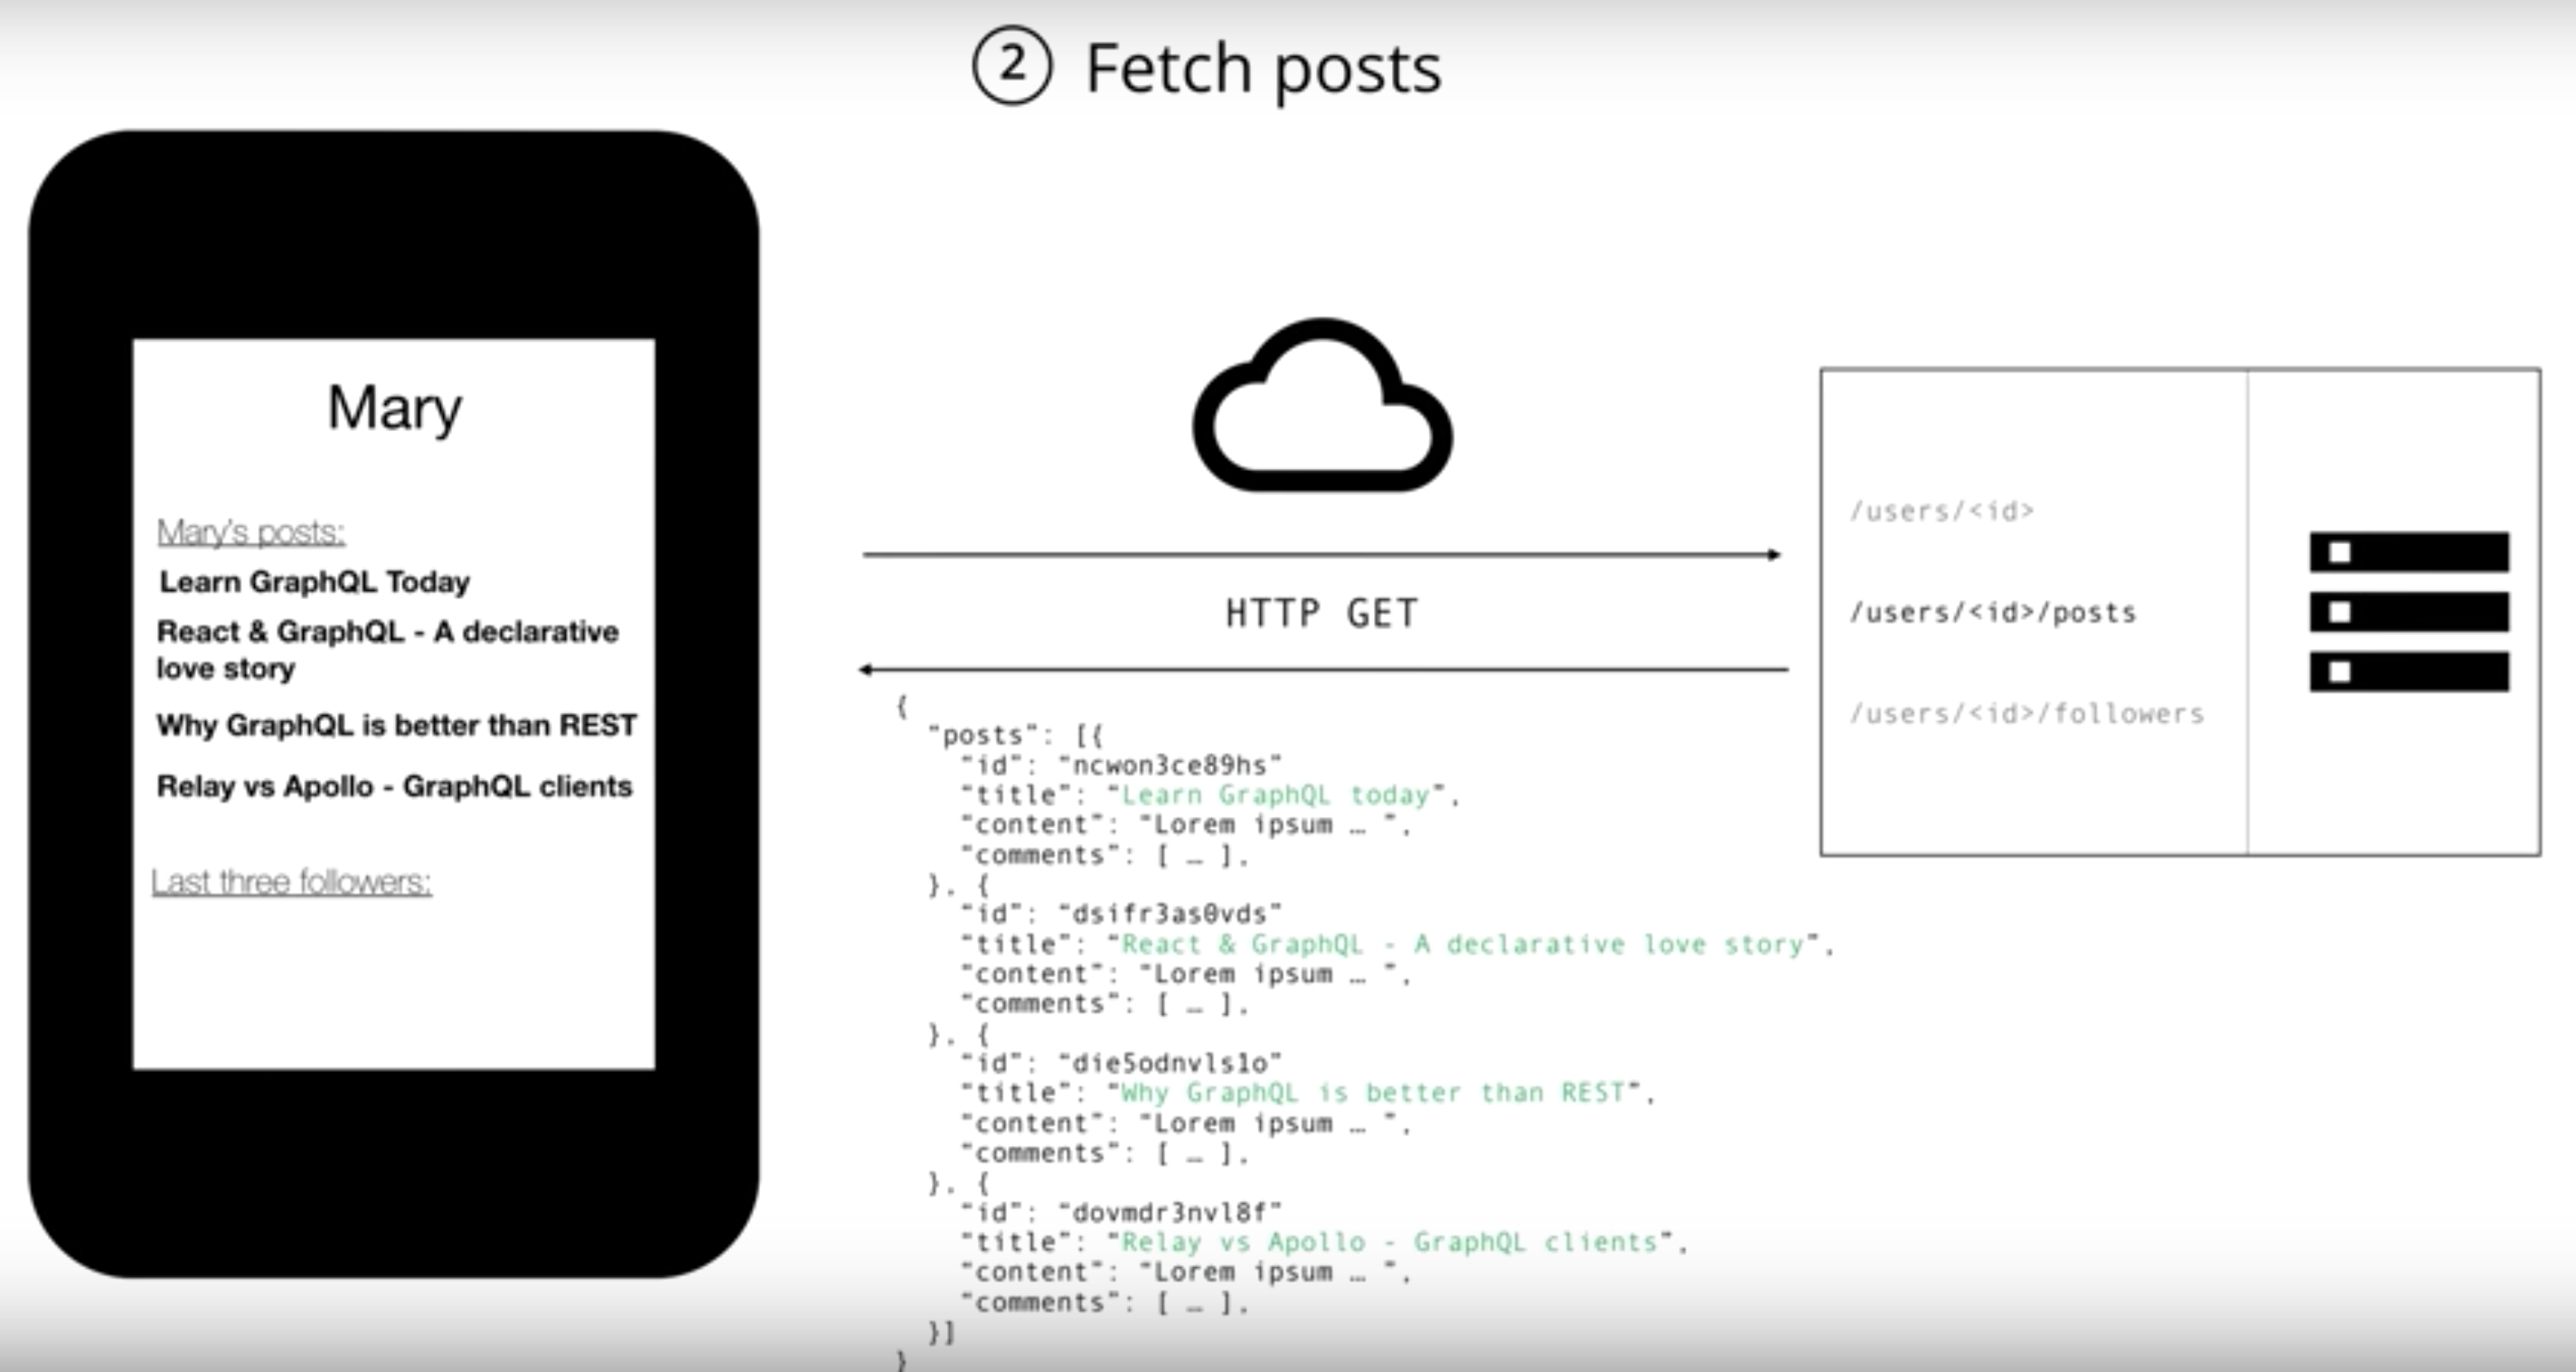 2 Fetch posts
Mary
Mary's posts:
Learn GraphQL Today
React & GraphQL - A declarative
love story
Why GraphQL is better than REST
Relay vs Apollo - GraphQL clients
Last three followers:
HTTP GET
{
"posts": [{
"id": "ncwon3ce89hs"
"title": "Learn GraphQL today",
"content": "Lorem ipsum … ",
"comments": [ … ],
}, {
"id": "dsifr3as0vds"
"title": "React & GraphQL - A declarative love story",
"content": "Lorem ipsum … ",
"comments": [ … ],
}, {
"id": "die5odnvls1o"
"title": "Why GraphQL is better than REST",
"content": "Lorem ipsum … ",
"comments": [ … ],
}, {
"id": "dovmdr3nvl8f"
"title": "Relay vs Apollo - GraphQL clients",
"content": "Lorem ipsum … ",
"comments": [ … ],
}]
}
/users/<id>
/users/<id>/posts
/users/<id>/followers